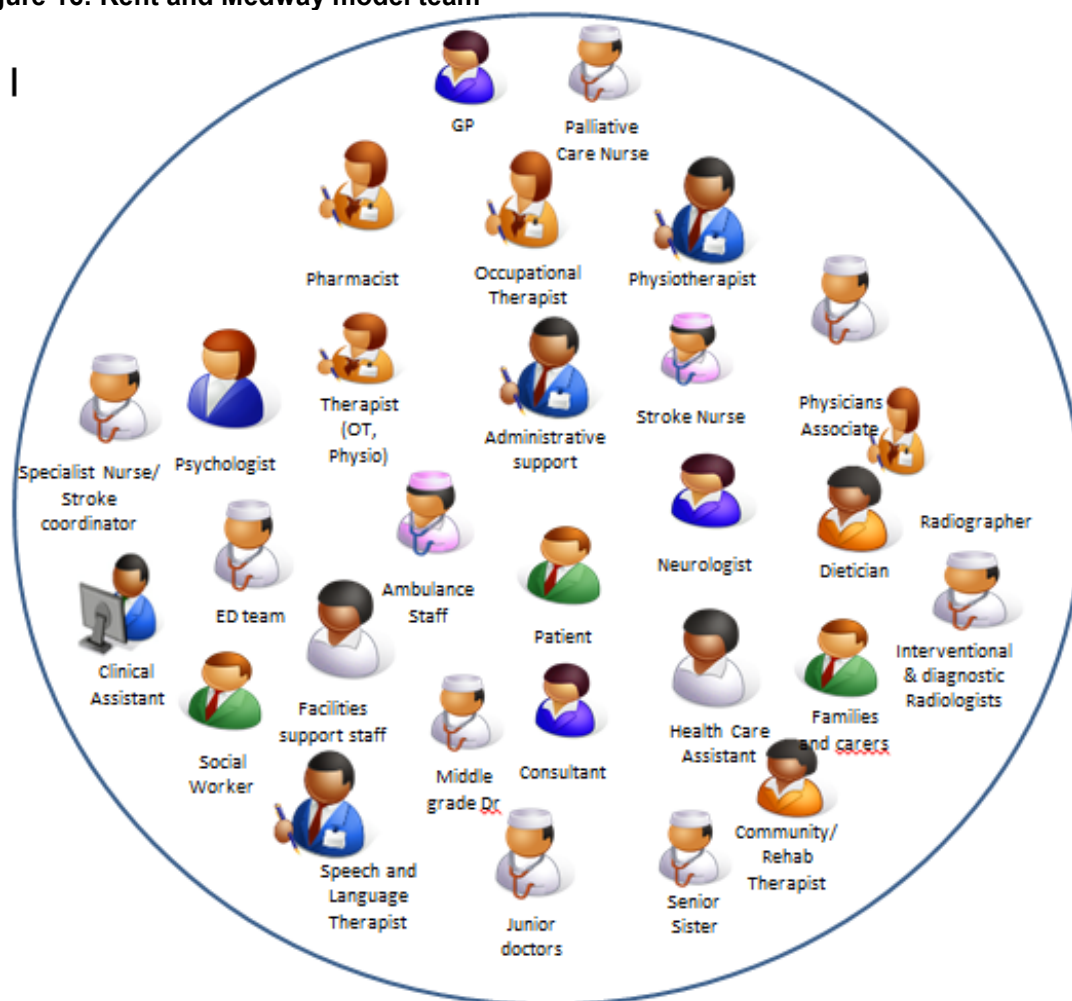 gure 10: Kent and Medway model team
l
GP
Palliative
Care Nurse
Pharmacist
Occupational
Therapist
Physiotherapist
Specialist Nurse/
Stroke
coordinator
Psychologist
Therapist
(OT,
Physio)
Administrative
support
Stroke Nurse
Physicians
Associate
Radiographer
ED team
Ambulance
Staff
Neurologist
Dietician
Clinical
Assistant
Patient
Interventional
& diagnostic
Radiologists
Facilities
support staff
Health Care
Assistant
Families
and carers
Social
Worker
Middle
grade Dr
Consultant
Speech and
Language
Therapist
Junior
doctors
Senior
Sister
Community/
Rehab
Therapist